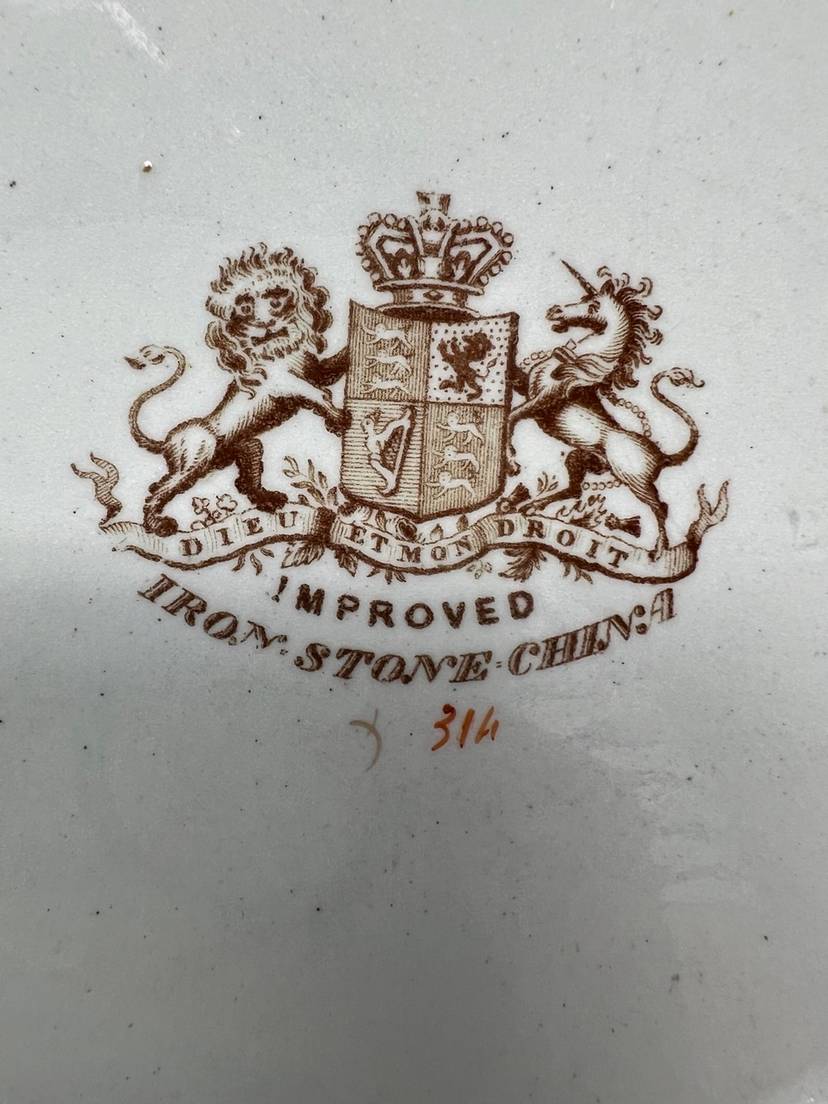 DIEU ET MON DROIT
IMPROVED
IRON·STONE·CHINA
314